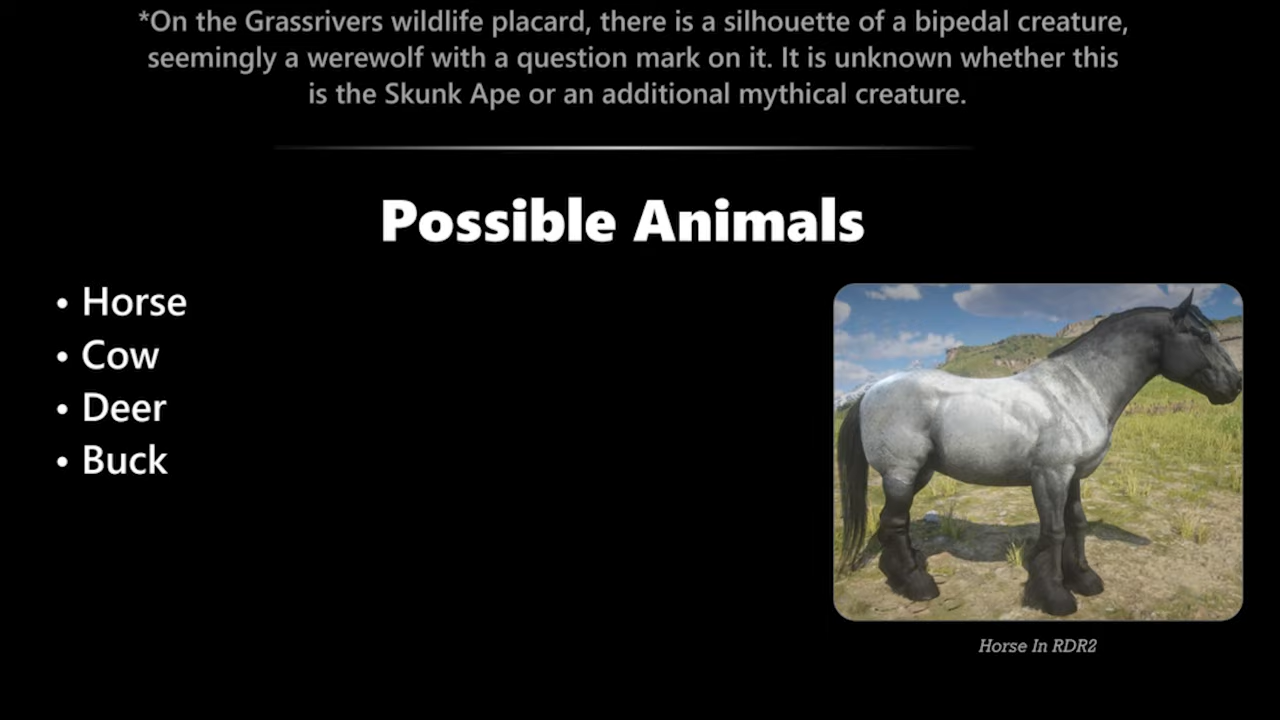 *On the Grassrivers wildlife placard, there is a silhouette of a bipedal creature,
seemingly a werewolf with a question mark on it. It is unknown whether this
is the Skunk Ape or an additional mythical creature.
Possible Animals
• Horse
• Cow
• Deer
• Buck
Horse In RDR2